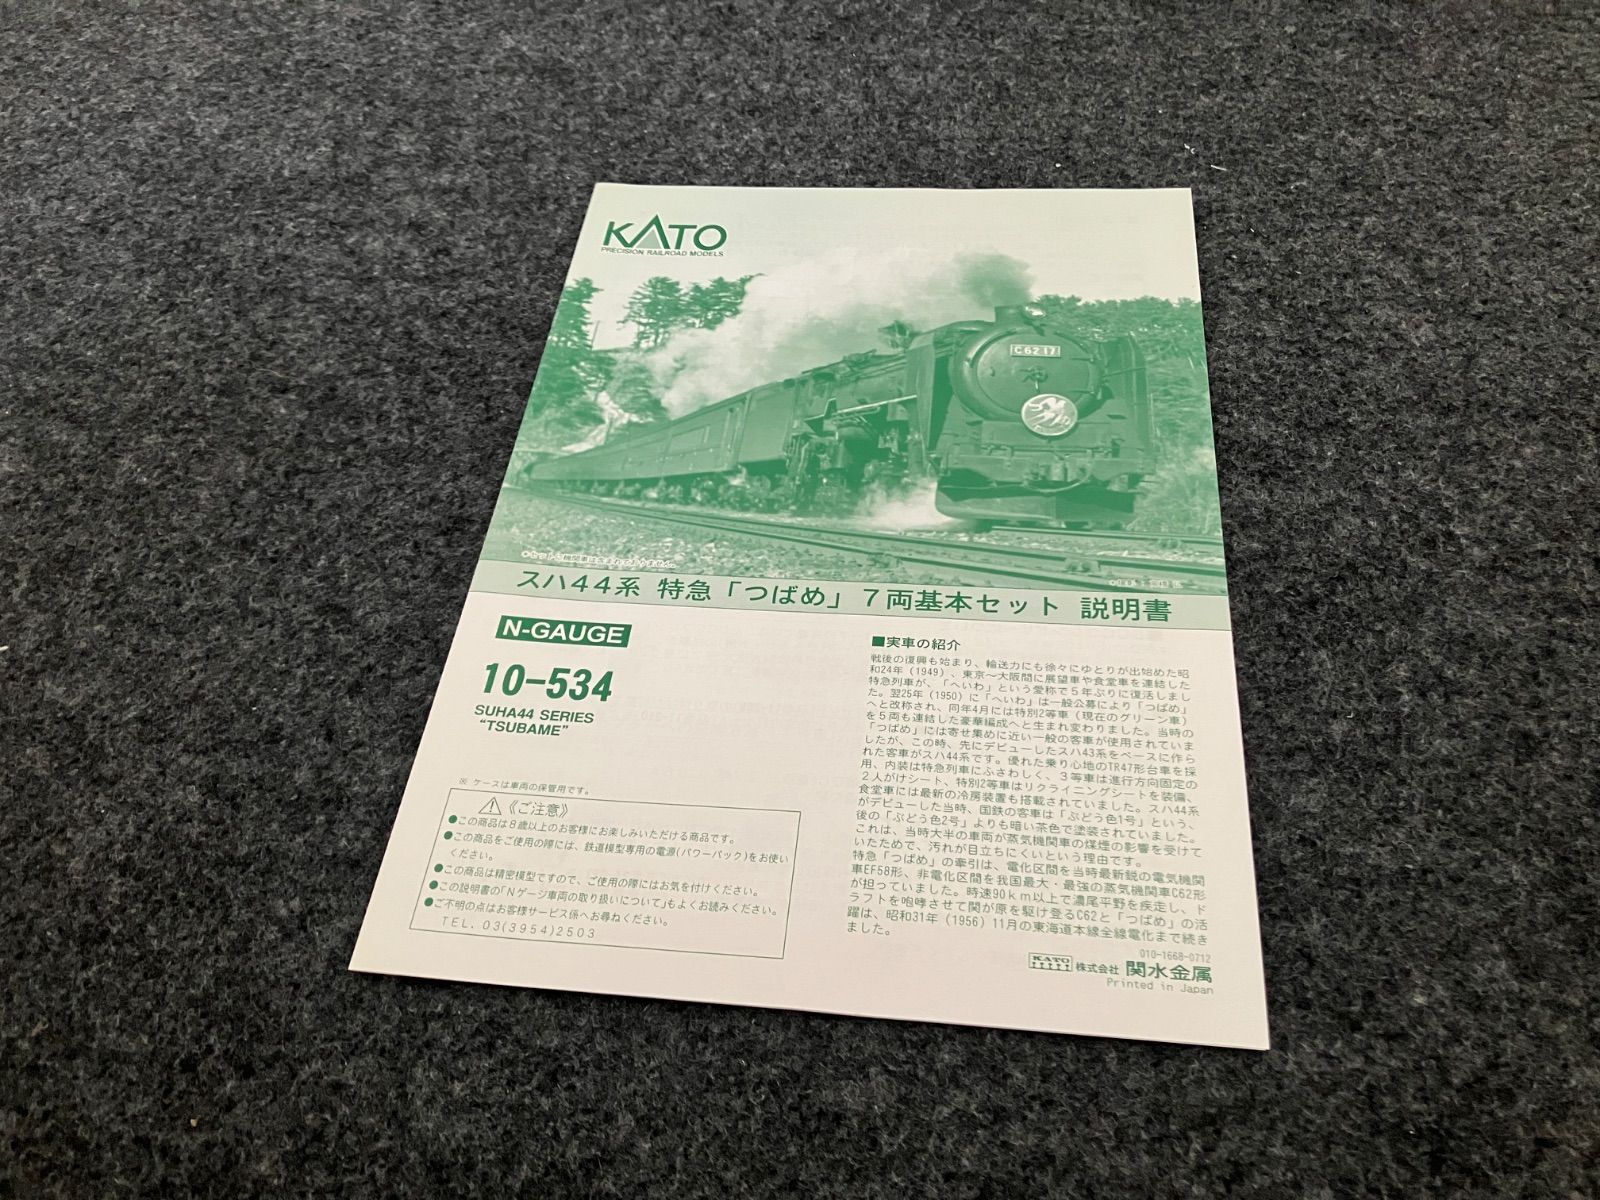 KATO
PRECISION RAILROAD MODELS
C62 17
＊セットに機関車は含まれておりません。
スハ44系 特急「つばめ」7両基本セット 説明書
N-GAUGE
10-534
SUHA44 SERIES
"TSUBAME"
※ ケースは車両の保管用です。
《ご注意》
●この商品は8歳以上のお客様にお楽しみいただける商品です。
●この商品をご使用の際には、鉄道模型専用の電源(パワーパック)をお使い
ください。
●この商品は精密模型ですので、ご使用の際にはお気を付けください。
●この説明書の「Nゲージ車両の取り扱いについて」もよくお読みください。
●ご不明の点はお客様サービス係へお尋ねください。
TEL. 03(3954)2503
■実車の紹介
戦後の復興も始まり、輸送力にも徐々にゆとりが出始めた昭
和24年（1949）、東京〜大阪間に展望車や食堂車を連結した
特急列車が、「へいわ」という愛称で5年ぶりに復活しまし
た。翌25年（1950）に「へいわ」は一般公募により「つばめ」
へと改称され、同年4月には特別2等車（現在のグリーン車）
を5両も連結した豪華編成へと生まれ変わりました。当時の
「つばめ」には寄せ集めに近い一般の客車が使用されていま
したが、この時、先にデビューしたスハ43系をベースに作ら
れた客車がスハ44系です。優れた乗り心地のTR47形台車を採
用、内装は特急列車にふさわしく、3等車は進行方向固定の
2人がけシート、特別2等車はリクライニングシートを装備、
食堂車には最新の冷房装置も搭載されていました。スハ44系
がデビューした当時、国鉄の客車は「ぶどう色1号」という、
後の「ぶどう色2号」よりも暗い茶色で塗装されていました。
これは、当時大半の車両が蒸気機関車の煤煙の影響を受けて
いたためで、汚れが目立ちにくいという理由です。
特急「つばめ」の牽引は、電化区間を当時最新鋭の電気機関
車EF58形、非電化区間を我国最大・最強の蒸気機関車C62形
が担っていました。時速90km以上で濃尾平野を疾走し、ド
ラフトを咆哮させて関が原を駆け登るC62と「つばめ」の活
躍は、昭和31年（1956）11月の東海道本線全線電化まで続き
ました。
010-1668-0712
KATO 株式会社 関水金属
Printed in Japan